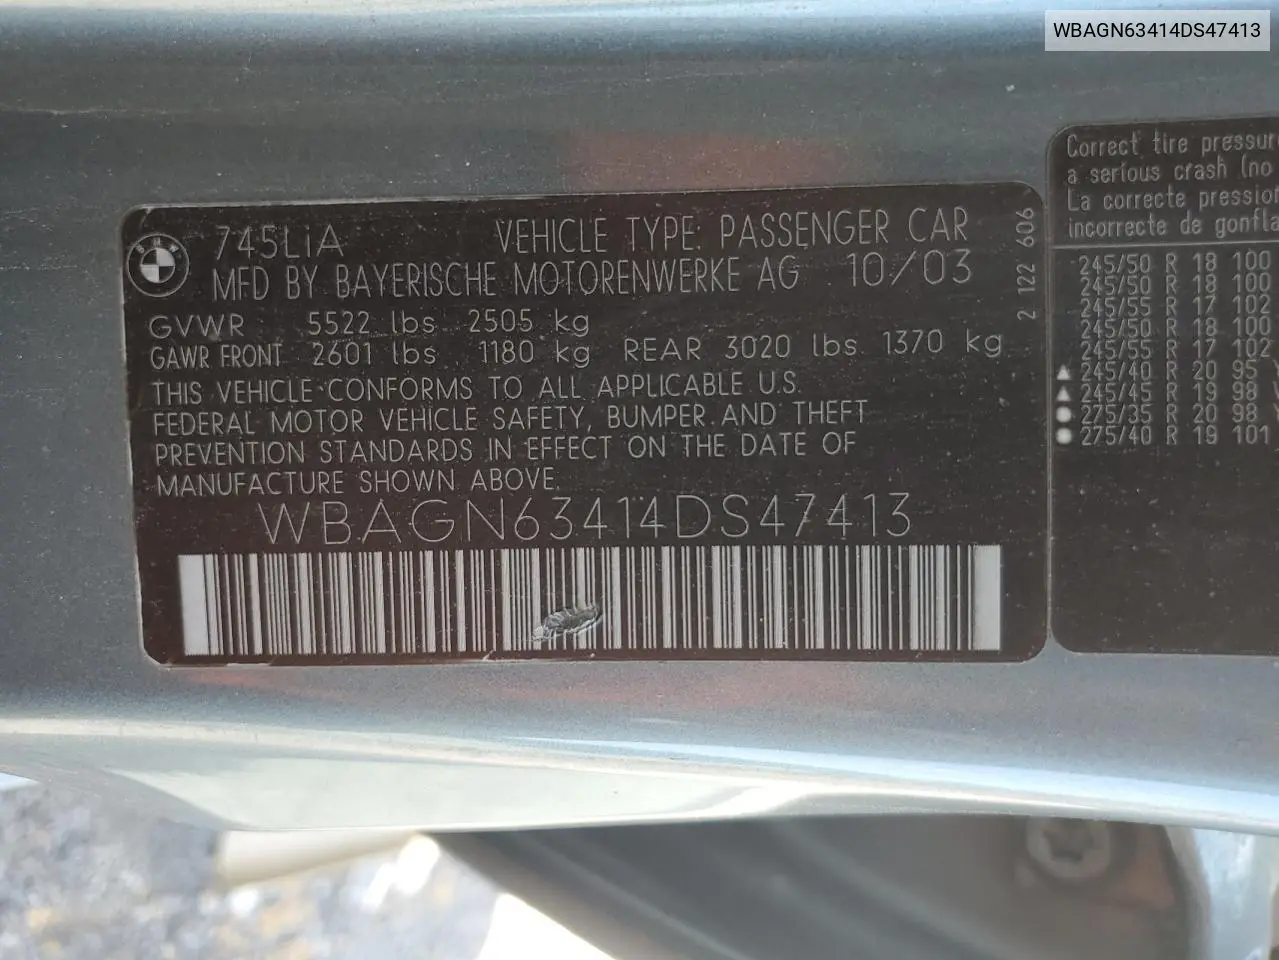 WBAGN63414DS47413
745LiA VEHICLE TYPE: PASSENGER CAR
MFD BY BAYERISCHE MOTORENWERKE AG 10/03
GVWR 5522 lbs 2505 kg
GAWR FRONT 2601 lbs 1180 kg REAR 3020 lbs 1370 kg
THIS VEHICLE CONFORMS TO ALL APPLICABLE U.S.
FEDERAL MOTOR VEHICLE SAFETY, BUMPER AND THEFT
PREVENTION STANDARDS IN EFFECT ON THE DATE OF
MANUFACTURE SHOWN ABOVE.
WBAGN63414DS47413
2 122 606
Correct tire pressur
a serious crash (no
La correcte pression
incorrecte de gonfla
245/50 R 18 100
245/50 R 18 100
245/55 R 17 102
245/50 R 18 100
245/55 R 17 102
▲ 245/40 R 20 95
▲ 245/45 R 19 98
● 275/35 R 20 98
● 275/40 R 19 101